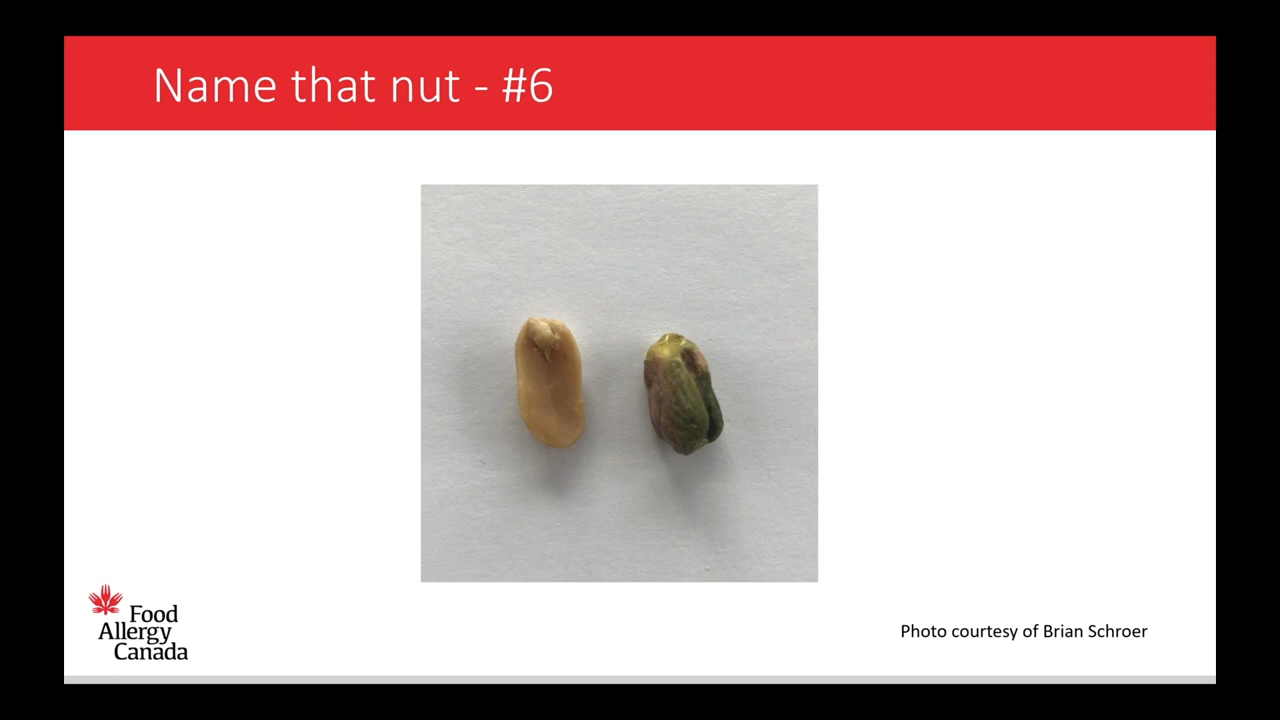 Name that nut - #6
Food
Allergy
Canada
Photo courtesy of Brian Schroer